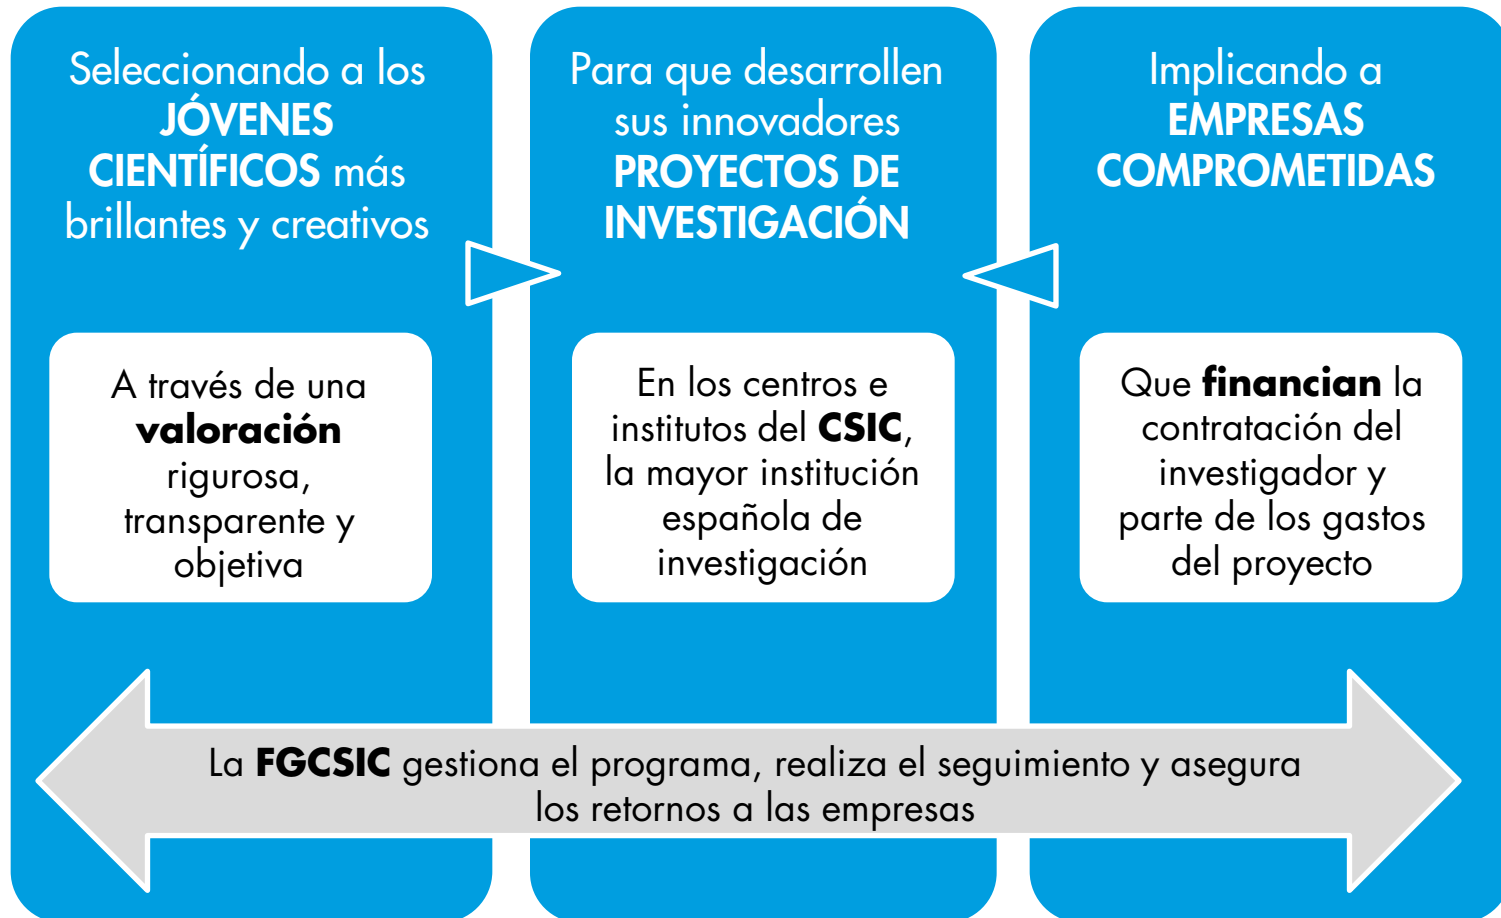 Seleccionando a los
JÓVENES
CIENTÍFICOS más
brillantes y creativos
A través de una
valoración
rigurosa,
transparente y
objetiva
Para que desarrollen
sus innovadores
PROYECTOS DE
INVESTIGACIÓN
En los centros e
institutos del CSIC,
la mayor institución
española de
investigación
Implicando a
EMPRESAS
COMPROMETIDAS
Que financian la
contratación del
investigador y
parte de los gastos
del proyecto
La FGCSIC gestiona el programa, realiza el seguimiento y asegura
los retornos a las empresas